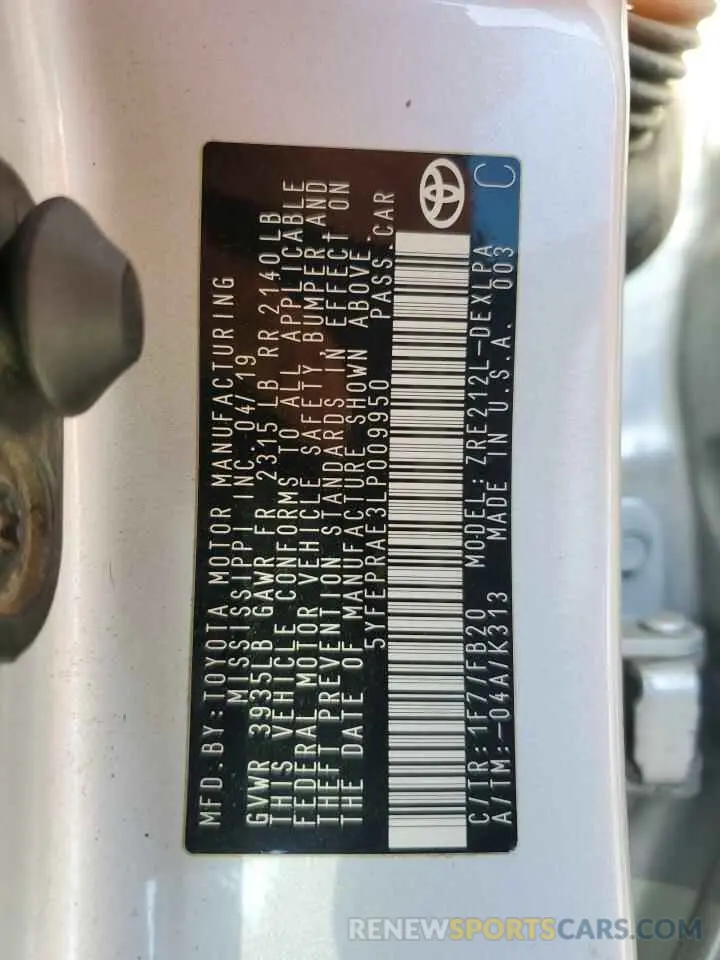 MFD.BY:TOYOTA MOTOR MANUFACTURING
MISSISSIPPI INC. 04/19
GVWR 3935LB GAWR FR 2315 LB RR 2140LB
THIS VEHICLE CONFORMS TO ALL APPLICABLE
FEDERAL MOTOR VEHICLE SAFETY,BUMPER AND
THEFT PREVENTION STANDARDS IN EFFECT ON
THE DATE OF MANUFACTURE SHOWN ABOVE.
5YFEPRAE3LP009950 PASS.CAR
C/TR:1F7/FB20 MODEL:ZRE212L-DEXLPA C
A/TM:-04A/K313 MADE IN U.S.A. 003
RENEWSPORTSCARS.COM